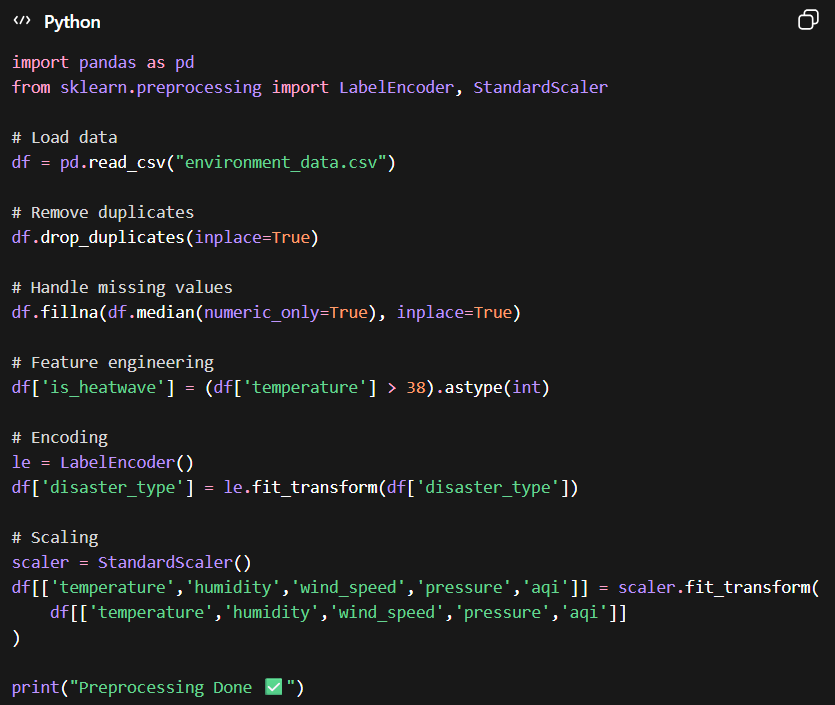 </> Python
import pandas as pd
from sklearn.preprocessing import LabelEncoder, StandardScaler
# Load data
df = pd.read_csv("environment_data.csv")
# Remove duplicates
df.drop_duplicates(inplace=True)
# Handle missing values
df.fillna(df.median(numeric_only=True), inplace=True)
# Feature engineering
df['is_heatwave'] = (df['temperature'] > 38).astype(int)
# Encoding
le = LabelEncoder()
df['disaster_type'] = le.fit_transform(df['disaster_type'])
# Scaling
scaler = StandardScaler()
df[['temperature','humidity','wind_speed','pressure','aqi']] = scaler.fit_transform(
    df[['temperature','humidity','wind_speed','pressure','aqi']]
)
print("Preprocessing Done ✅")